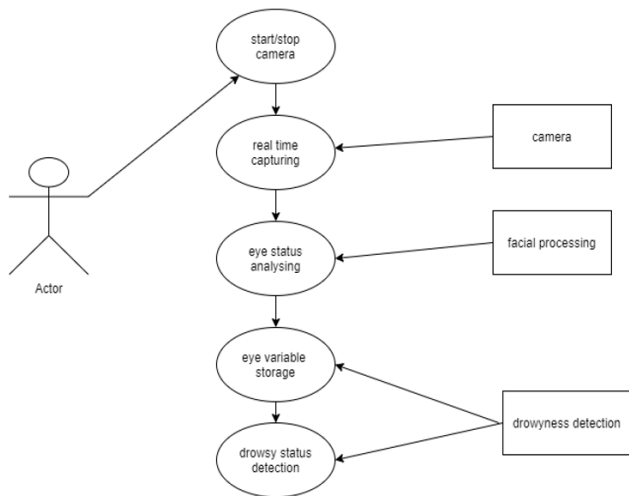 start/stop
camera
real time
capturing
camera
eye status
analysing
facial processing
Actor
eye variable
storage
drowyness detection
drowsy status
detection